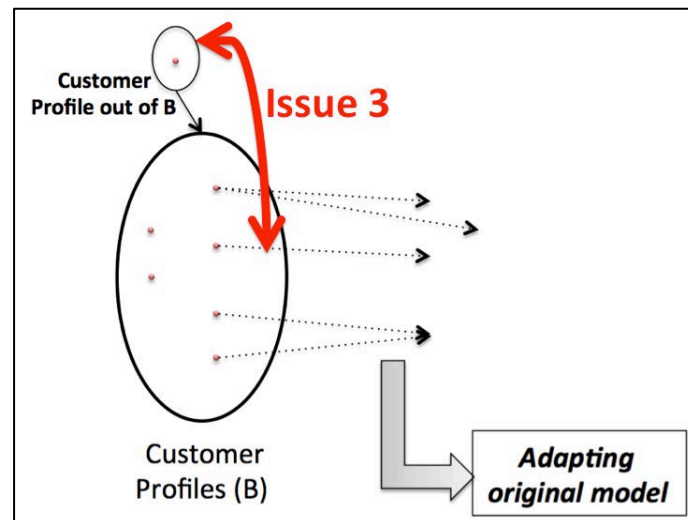 Customer
Profile out of B
Issue 3
Customer
Profiles (B)
Adapting
original model